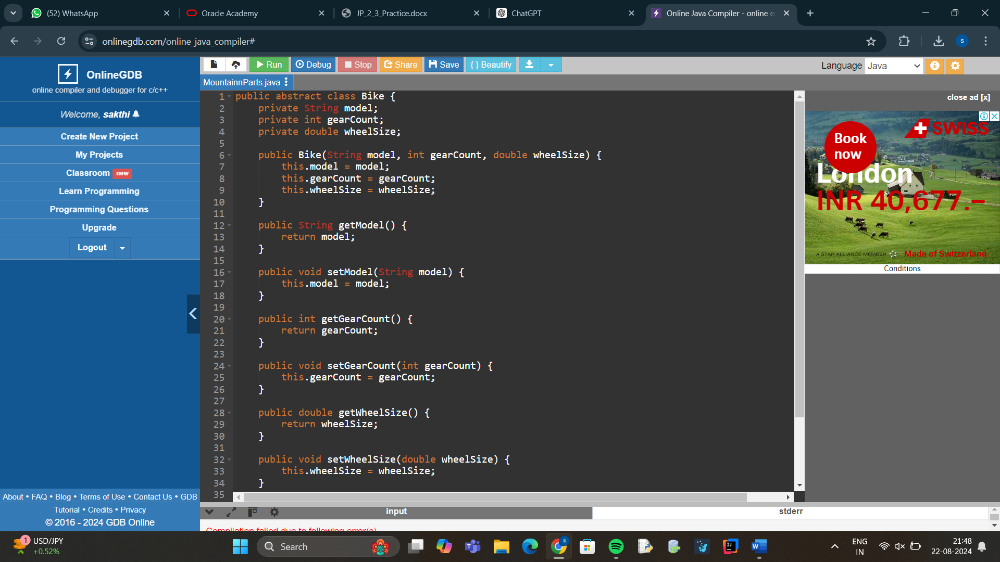 (52) WhatsApp
Oracle Academy
JP_2_3_Practice.docx
ChatGPT
Online Java Compiler - online e
onlinegdb.com/online_java_compiler#
S
OnlineGDB
online compiler and debugger for c/c++
Welcome, sakthi
Create New Project
My Projects
Classroom new
Learn Programming
Programming Questions
Upgrade
Logout
About • FAQ • Blog • Terms of Use • Contact Us • GDB
Tutorial • Credits • Privacy
© 2016 - 2024 GDB Online
Run
Debug
Stop
Share
Save
{ } Beautify
Language Java
MountainnParts.java
1 public abstract class Bike {
2 private String model;
3 private int gearCount;
4 private double wheelSize;
5
6 public Bike(String model, int gearCount, double wheelSize) {
7 this.model = model;
8 this.gearCount = gearCount;
9 this.wheelSize = wheelSize;
10 }
11
12 public String getModel() {
13 return model;
14 }
15
16 public void setModel(String model) {
17 this.model = model;
18 }
19
20 public int getGearCount() {
21 return gearCount;
22 }
23
24 public void setGearCount(int gearCount) {
25 this.gearCount = gearCount;
26 }
27
28 public double getWheelSize() {
29 return wheelSize;
30 }
31
32 public void setWheelSize(double wheelSize) {
33 this.wheelSize = wheelSize;
34 }
35
close ad [x]
SWISS
Book
now
London
INR 40,677.–
A STAR ALLIANCE MEMBER
Made of Switzerland.
Conditions
input
stderr
Compilation failed due to following error(s).
1
USD/JPY
+0.52%
Search
ENG
IN
21:48
22-08-2024